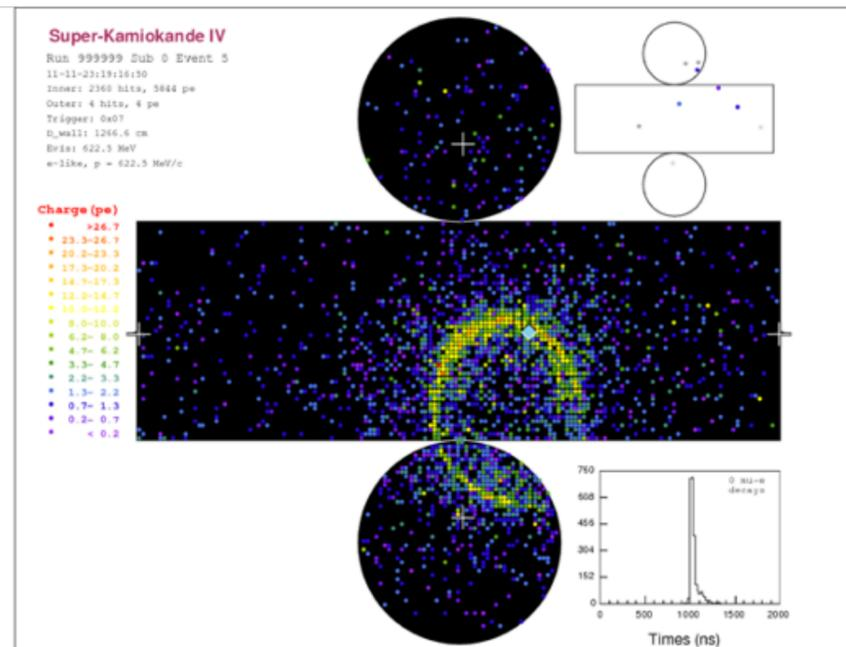 Super-Kamiokande IV
Run 999999 Sub 0 Event 5
11-11-23:19:16:50
Inner: 2360 hits, 5844 pe
Outer: 4 hits, 4 pe
Trigger: 0x07
D_wall: 1266.6 cm
Evis: 622.5 MeV
e-like, p = 622.5 MeV/c
Charge(pe)
>26.7
23.3-26.7
20.2-23.3
17.3-20.2
14.7-17.3
12.2-14.7
10.0-12.2
8.0-10.0
6.2- 8.0
4.7- 6.2
3.3- 4.7
2.2- 3.3
1.3- 2.2
0.7- 1.3
0.2- 0.7
< 0.2
0 mu-e
decays
760
608
456
304
152
0
0
500
1000
1500
2000
Times (ns)